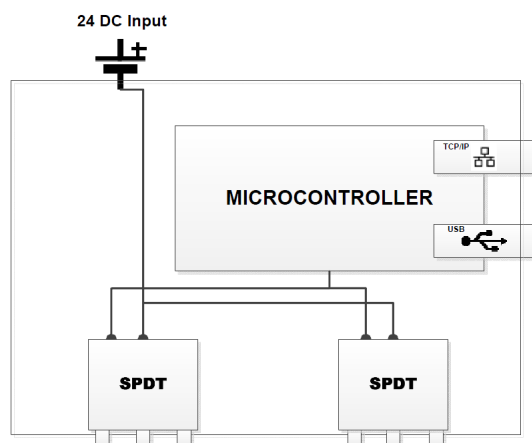 24 DC Input
TCP/IP
MICROCONTROLLER
USB
SPDT
SPDT